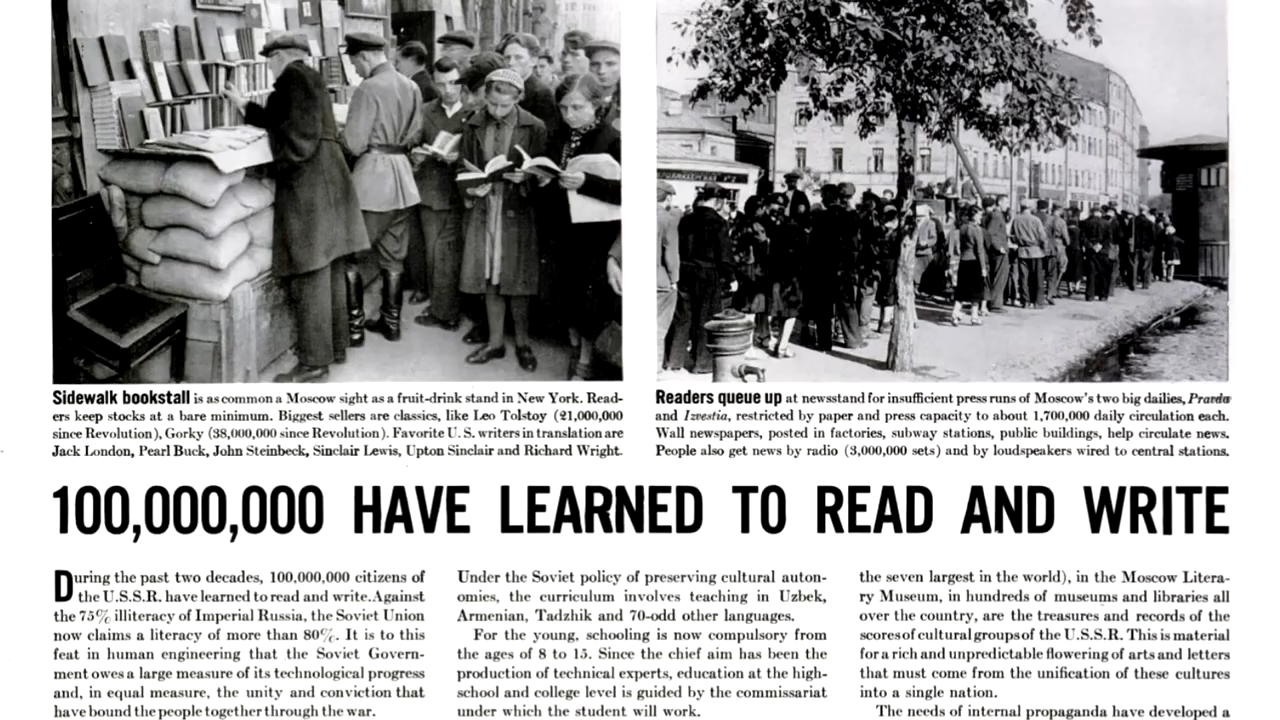 Sidewalk bookstall is as common a Moscow sight as a fruit-drink stand in New York. Read-
ers keep stocks at a bare minimum. Biggest sellers are classics, like Leo Tolstoy (21,000,000
since Revolution), Gorky (38,000,000 since Revolution). Favorite U. S. writers in translation are
Jack London, Pearl Buck, John Steinbeck, Sinclair Lewis, Upton Sinclair and Richard Wright.
Readers queue up at newsstand for insufficient press runs of Moscow's two big dailies, Pravda
and Izvestia, restricted by paper and press capacity to about 1,700,000 daily circulation each.
Wall newspapers, posted in factories, subway stations, public buildings, help circulate news.
People also get news by radio (3,000,000 sets) and by loudspeakers wired to central stations.
100,000,000 HAVE LEARNED TO READ AND WRITE
During the past two decades, 100,000,000 citizens of
the U.S.S.R. have learned to read and write. Against
the 75% illiteracy of Imperial Russia, the Soviet Union
now claims a literacy of more than 80%. It is to this
feat in human engineering that the Soviet Govern-
ment owes a large measure of its technological progress
and, in equal measure, the unity and conviction that
have bound the people together through the war.
Under the Soviet policy of preserving cultural auton-
omies, the curriculum involves teaching in Uzbek,
Armenian, Tadzhik and 70-odd other languages.
For the young, schooling is now compulsory from
the ages of 8 to 15. Since the chief aim has been the
production of technical experts, education at the high-
school and college level is guided by the commissariat
under which the student will work.
the seven largest in the world), in the Moscow Litera-
ry Museum, in hundreds of museums and libraries all
over the country, are the treasures and records of the
scores of cultural groups of the U.S.S.R. This is material
for a rich and unpredictable flowering of arts and letters
that must come from the unification of these cultures
into a single nation.
The needs of internal propaganda have developed a